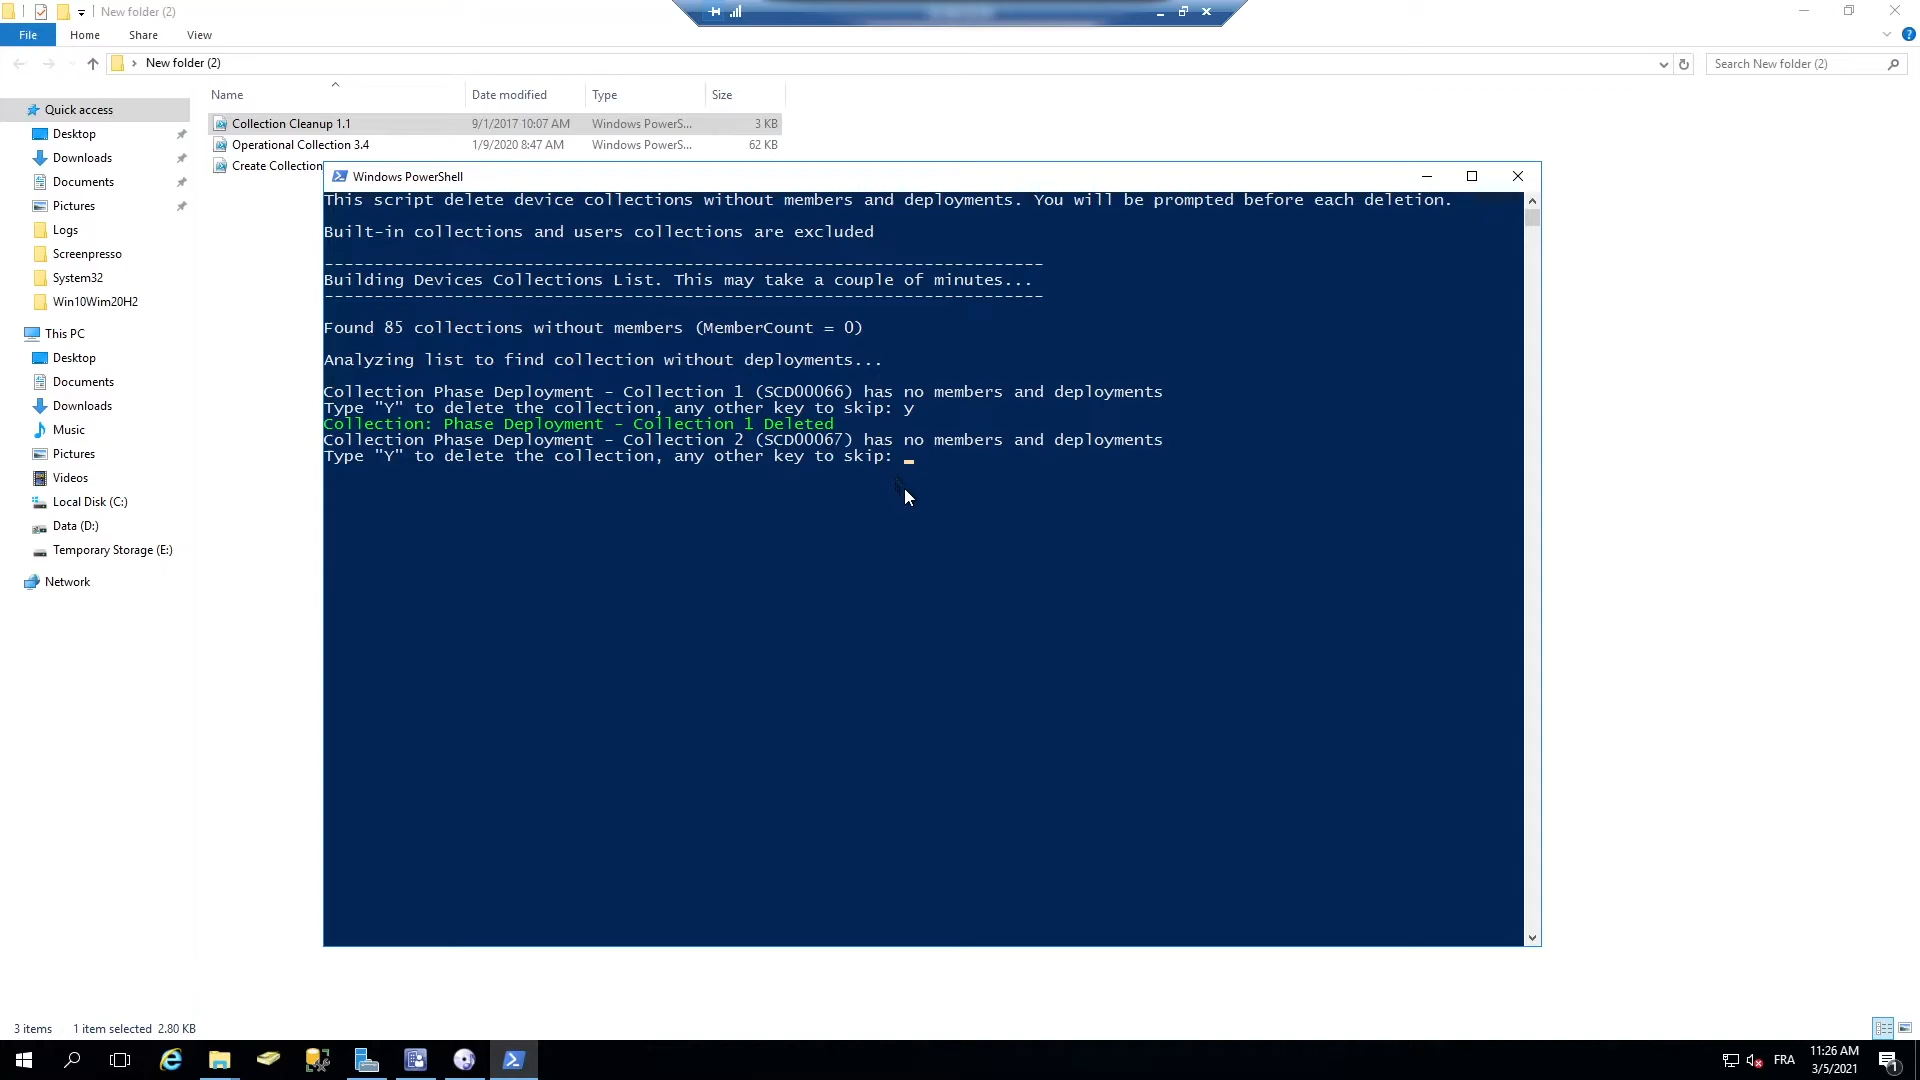 New folder (2)
File
Home
Share
View
New folder (2)
Search New folder (2)
Name
Date modified
Type
Size
Quick access
Desktop
Downloads
Documents
Pictures
Logs
Screenpresso
System32
Win10Wim20H2
This PC
Desktop
Documents
Downloads
Music
Pictures
Videos
Local Disk (C:)
Data (D:)
Temporary Storage (E:)
Network
Collection Cleanup 1.1 9/1/2017 10:07 AM Windows PowerS... 3 KB
Operational Collection 3.4 1/9/2020 8:47 AM Windows PowerS... 62 KB
Create Collection
Windows PowerShell
This script delete device collections without members and deployments. You will be prompted before each deletion.
Built-in collections and users collections are excluded
------------------------------------------------------------------------
Building Devices Collections List. This may take a couple of minutes...
------------------------------------------------------------------------
Found 85 collections without members (MemberCount = 0)
Analyzing list to find collection without deployments...
Collection Phase Deployment - Collection 1 (SCD00066) has no members and deployments
Type "Y" to delete the collection, any other key to skip: y
Collection: Phase Deployment - Collection 1 Deleted
Collection Phase Deployment - Collection 2 (SCD00067) has no members and deployments
Type "Y" to delete the collection, any other key to skip: _
3 items 1 item selected 2.80 KB
FRA
11:26 AM
3/5/2021
1